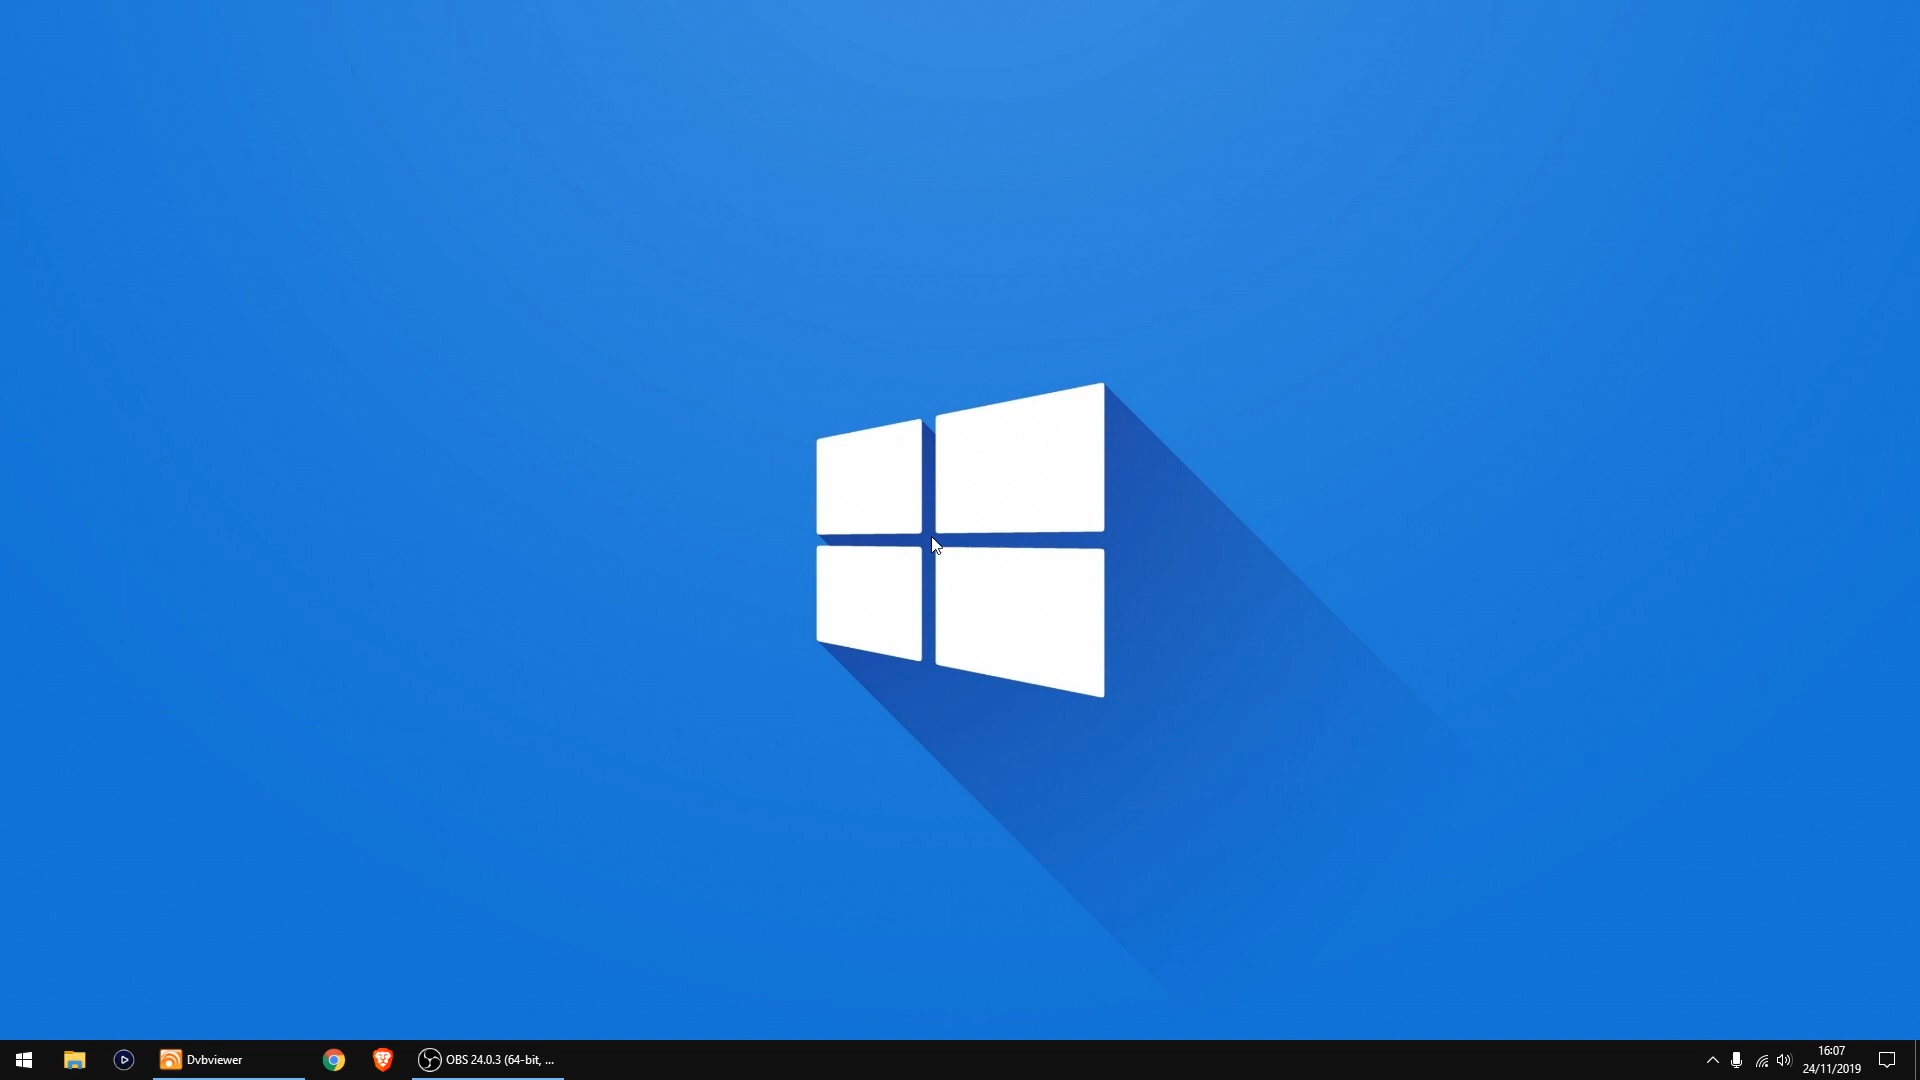 Dvbviewer
OBS 24.0.3 (64-bit, ...
16:07
24/11/2019